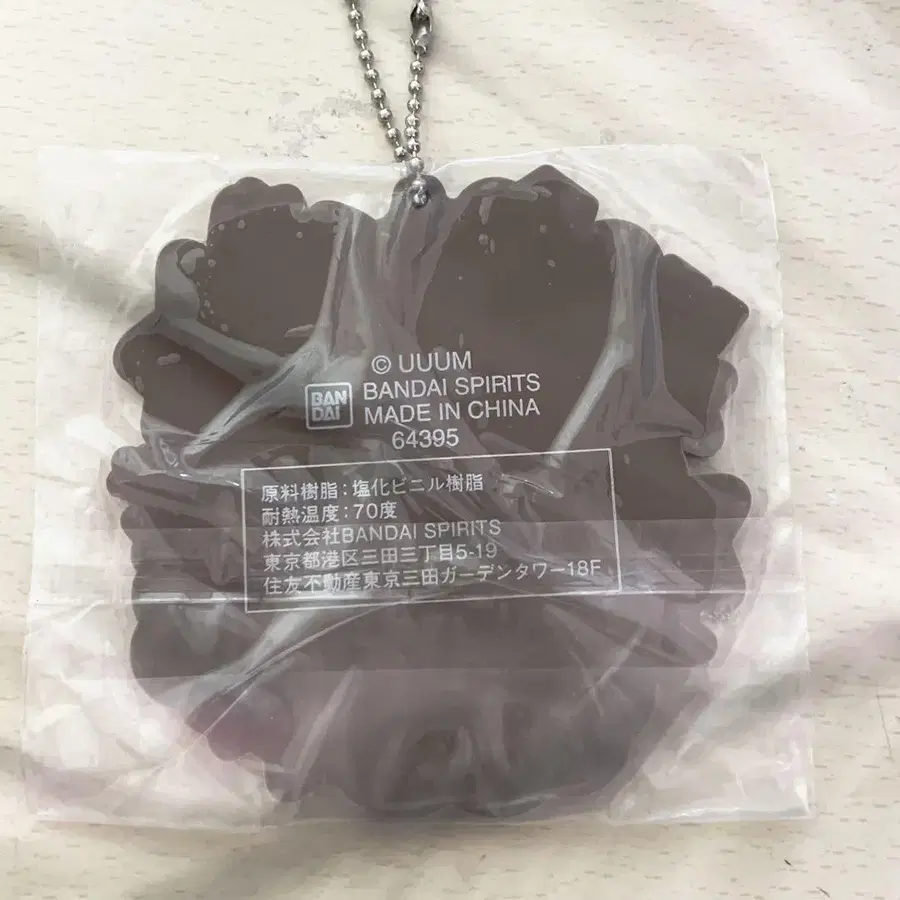 © UUUM
BAN
DAI
BANDAI SPIRITS
MADE IN CHINA
64395
原料樹脂:塩化ビニル樹脂
耐熱温度:70度
株式会社BANDAI SPIRITS
東京都港区三田三丁目5-19
住友不動産東京三田ガーデンタワー18F